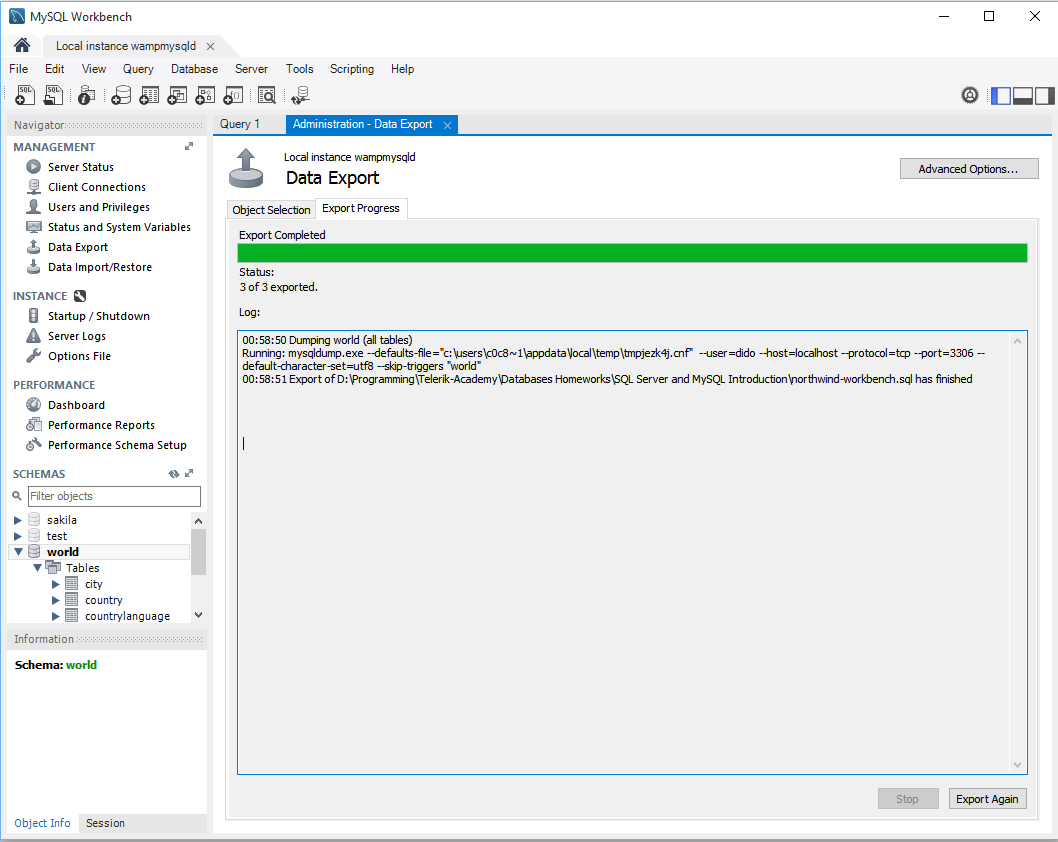 MySQL Workbench
Local instance wampmysqld
File Edit View Query Database Server Tools Scripting Help
Navigator
MANAGEMENT
Server Status
Client Connections
Users and Privileges
Status and System Variables
Data Export
Data Import/Restore
INSTANCE
Startup / Shutdown
Server Logs
Options File
PERFORMANCE
Dashboard
Performance Reports
Performance Schema Setup
SCHEMAS
Filter objects
sakila
test
world
Tables
city
country
countrylanguage
Information
Schema: world
Object Info Session
Query 1 Administration - Data Export
Local instance wampmysqld
Data Export
Advanced Options...
Object Selection Export Progress
Export Completed
Status:
3 of 3 exported.
Log:
00:58:50 Dumping world (all tables)
Running: mysqldump.exe --defaults-file="c:\users\c0c8~1\appdata\local\temp\tmpjezk4j.cnf"  --user=dido --host=localhost --protocol=tcp --port=3306 --
default-character-set=utf8 --skip-triggers "world"
00:58:51 Export of D:\Programming\Telerik-Academy\Databases Homeworks\SQL Server and MySQL Introduction\northwind-workbench.sql has finished
Stop Export Again